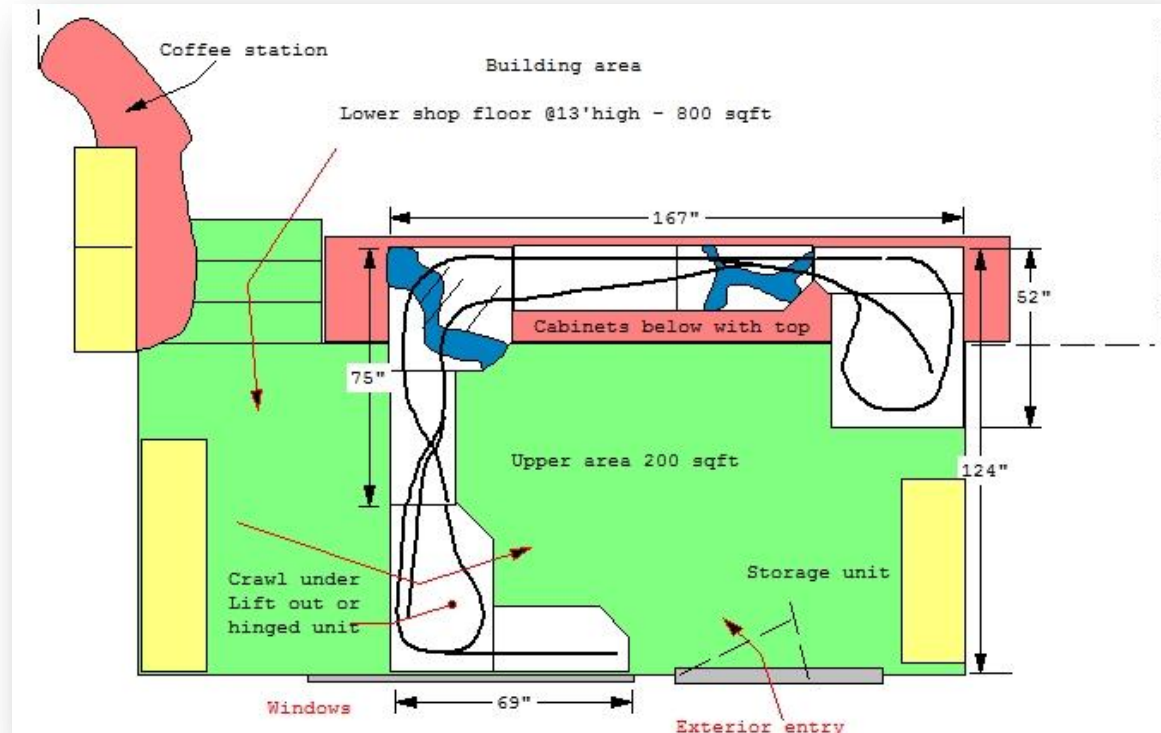 Coffee station
Building area
Lower shop floor @13'high - 800 sqft
167"
52"
Cabinets below with top
75"
Upper area 200 sqft
124"
Crawl under
Lift out or
hinged unit
Storage unit
69"
Windows
Exterior entry